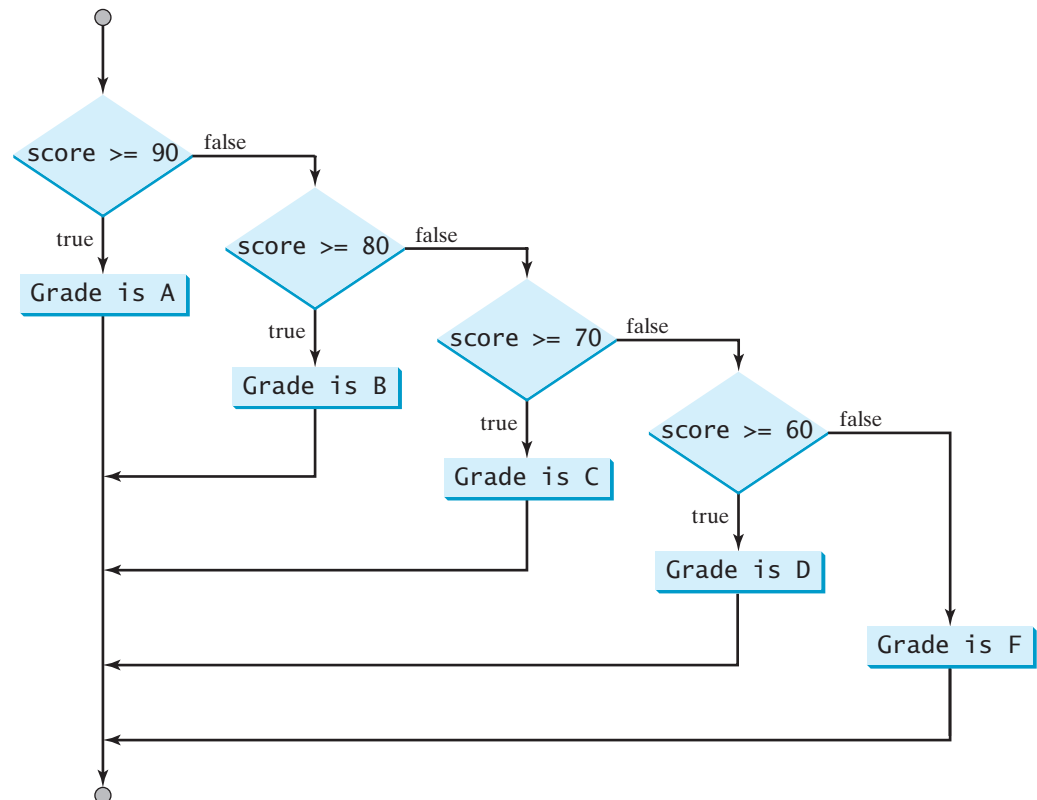 score >= 90
false
true
Grade is A
score >= 80
false
true
Grade is B
score >= 70
false
true
Grade is C
score >= 60
false
true
Grade is D
Grade is F